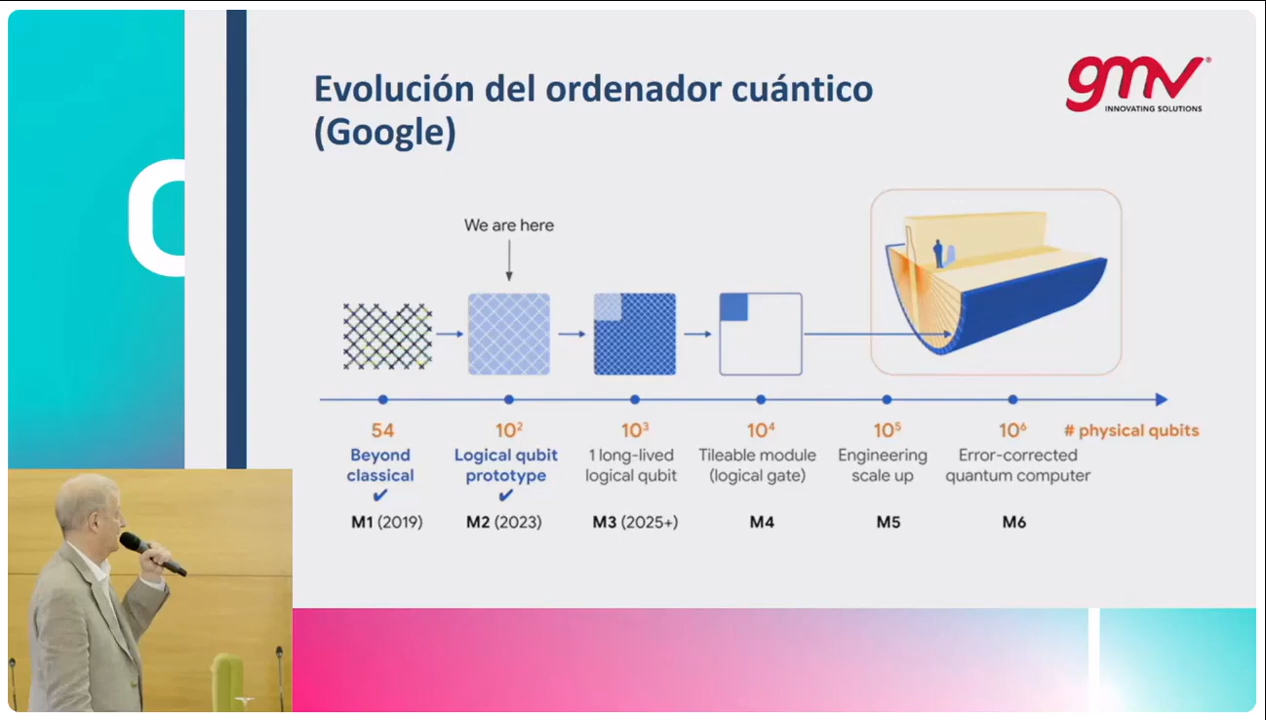 Evolución del ordenador cuántico
(Google)
gmv®
INNOVATING SOLUTIONS
We are here
54
10²
10³
10⁴
10⁵
10⁶
# physical qubits
Beyond
classical
✓
M1 (2019)
Logical qubit
prototype
✓
M2 (2023)
1 long-lived
logical qubit
M3 (2025+)
Tileable module
(logical gate)
M4
Engineering
scale up
M5
Error-corrected
quantum computer
M6